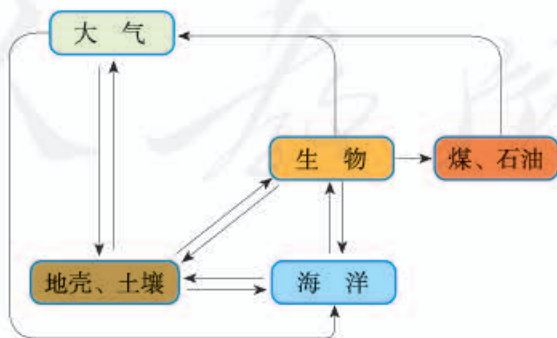 大 气
生 物
煤、石油
地壳、土壤
海 洋